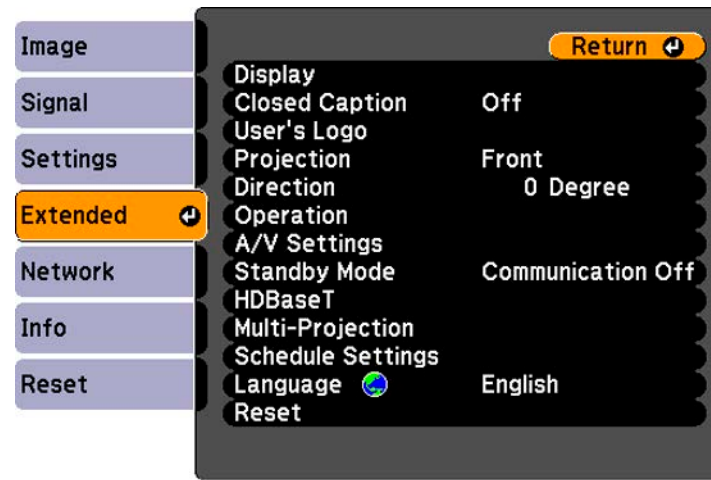 Image
Signal
Settings
Extended
Network
Info
Reset
Return
Display
Closed Caption Off
User's Logo
Projection Front
Direction 0 Degree
Operation
A/V Settings
Standby Mode Communication Off
HDBaseT
Multi-Projection
Schedule Settings
Language English
Reset